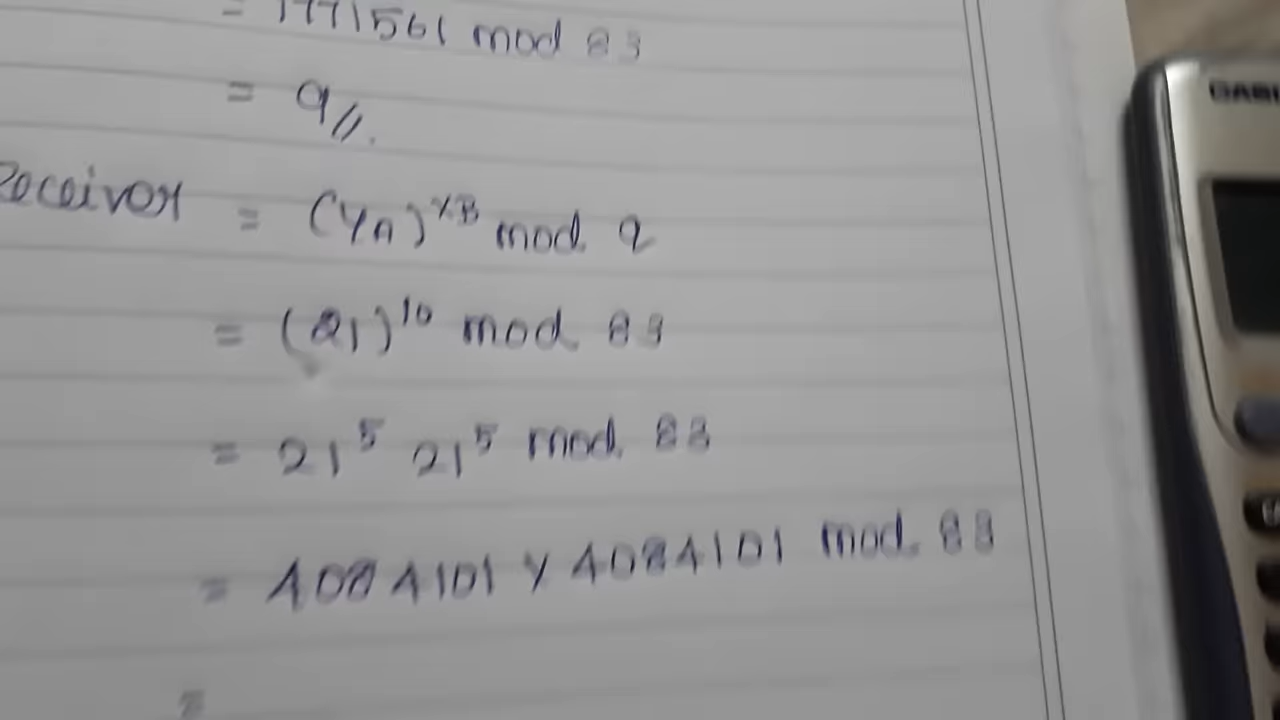 = 1771561 mod 83
= 9//.
Receiver = (YA)^XB mod q
= (21)^10 mod 83
= 21^5 21^5 mod 83
= 4084101 x 4084101 mod 83
=
CASI